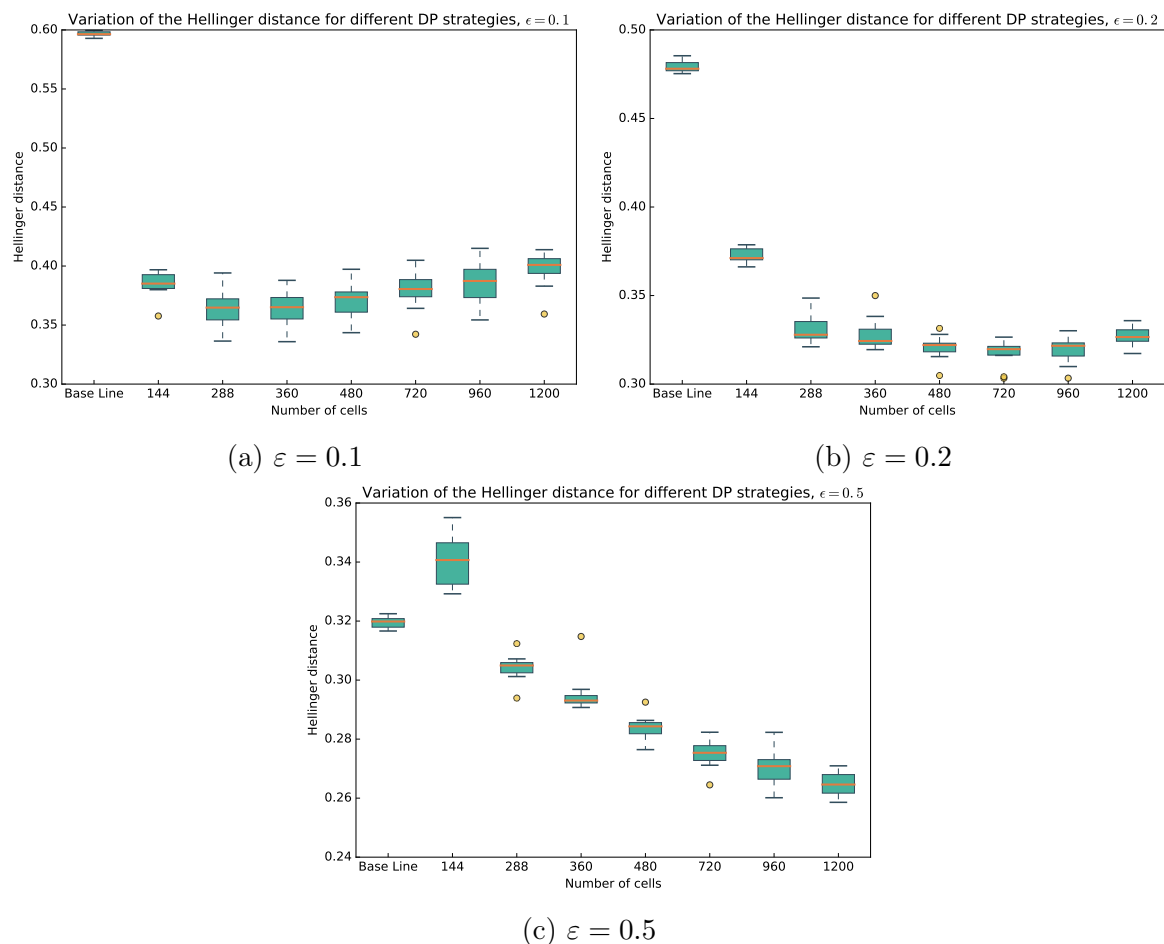 Variation of the Hellinger distance for different DP strategies, ϵ=0.1
0.60
0.55
0.50
0.45
0.40
0.35
0.30
Hellinger distance
Base Line 144 288 360 480 720 960 1200
Number of cells
(a) ε = 0.1
Variation of the Hellinger distance for different DP strategies, ϵ=0.2
0.50
0.45
0.40
0.35
0.30
Hellinger distance
Base Line 144 288 360 480 720 960 1200
Number of cells
(b) ε = 0.2
Variation of the Hellinger distance for different DP strategies, ϵ=0.5
0.36
0.34
0.32
0.30
0.28
0.26
0.24
Hellinger distance
Base Line 144 288 360 480 720 960 1200
Number of cells
(c) ε = 0.5